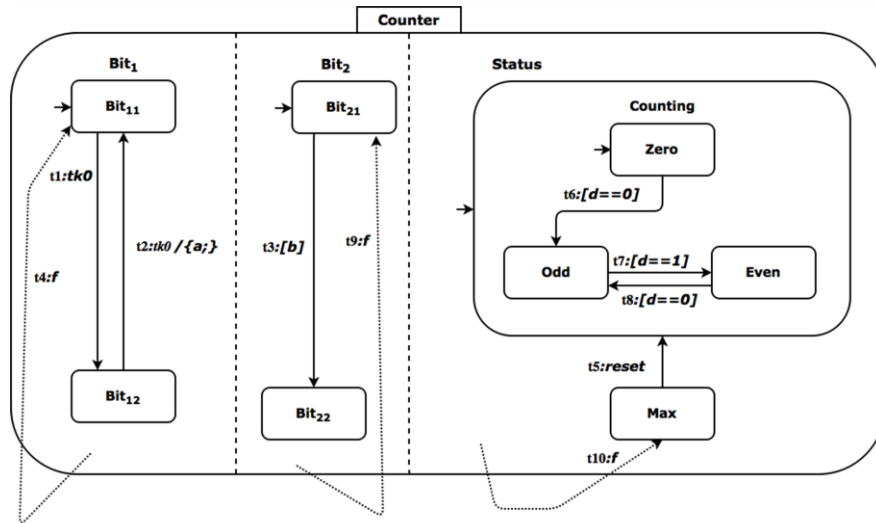 Counter
Bit1
Bit2
Status
Bit11
Bit21
Counting
Zero
t1:tk0
t6:[d==0]
t2:tk0/{a;}
t3:[b]
t9:f
t4:f
Odd
t7:[d==1]
Even
t8:[d==0]
t5:reset
Bit12
Bit22
Max
t10:f